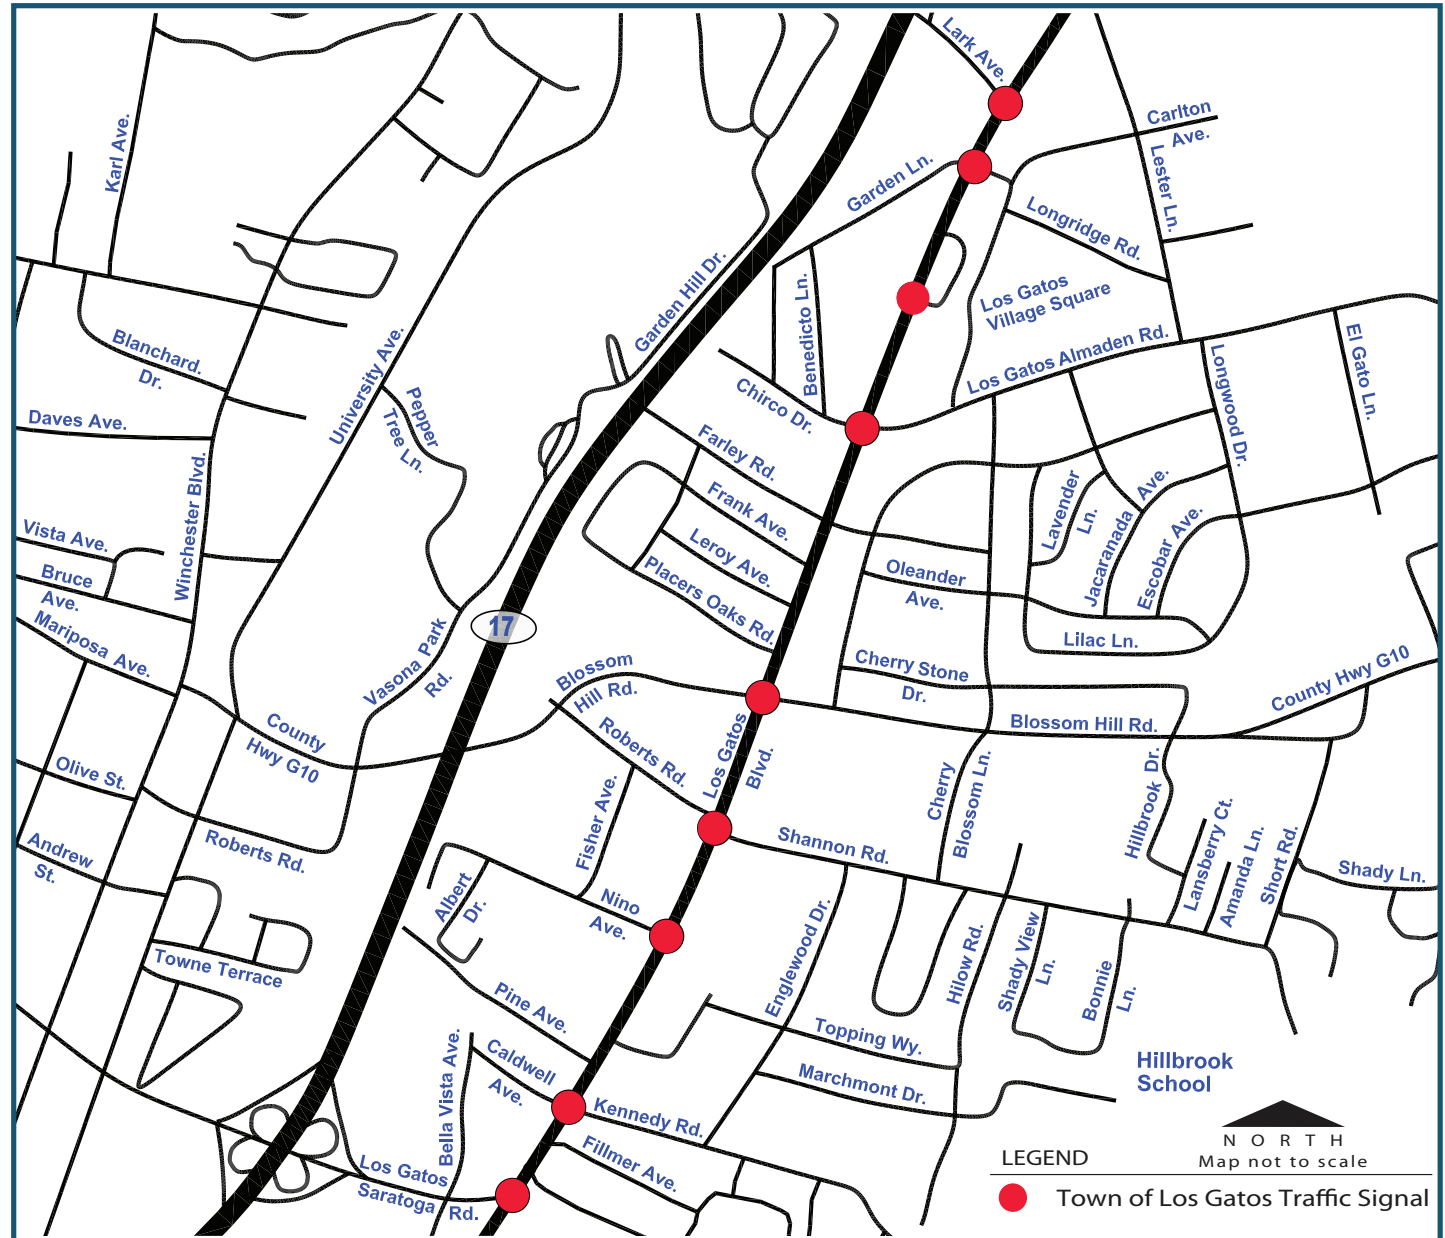 Lark Ave.
Carlton
Ave.
Karl Ave.
Lester Ln.
Garden Ln.
Longridge Rd.
Garden Hill Dr.
Los Gatos
Village Square
Benedicto Ln.
Los Gatos Almaden Rd.
Blanchard.
Dr.
University Ave.
El Gato Ln.
Longwood Dr.
Chirco Dr.
Pepper
Tree Ln.
Daves Ave.
Farley Rd.
Winchester Blvd.
Frank Ave.
Lavender
Ln.
Jacaranada Ave.
Escobar Ave.
Vista Ave.
Leroy Ave.
Bruce
Ave.
Placers Oaks Rd.
Oleander
Ave.
Mariposa Ave.
17
Lilac Ln.
Vasona Park
Rd.
Blossom
Hill Rd.
Cherry Stone
Dr.
County Hwy G10
County
Hwy G10
Blossom Hill Rd.
Roberts Rd.
Los Gatos
Blvd.
Olive St.
Fisher Ave.
Cherry
Blossom Ln.
Hillbrook Dr.
Andrew
St.
Roberts Rd.
Shannon Rd.
Lansberry Ct.
Amanda Ln.
Short Rd.
Shady Ln.
Albert
Dr.
Nino
Ave.
Englewood Dr.
Hilow Rd.
Shady View
Ln.
Bonnie
Ln.
Towne Terrace
Pine Ave.
Topping Wy.
Caldwell
Ave.
Bella Vista Ave.
Marchmont Dr.
Hillbrook
School
Kennedy Rd.
Fillmer Ave.
Los Gatos
Saratoga Rd.
NORTH
Map not to scale
LEGEND
Town of Los Gatos Traffic Signal